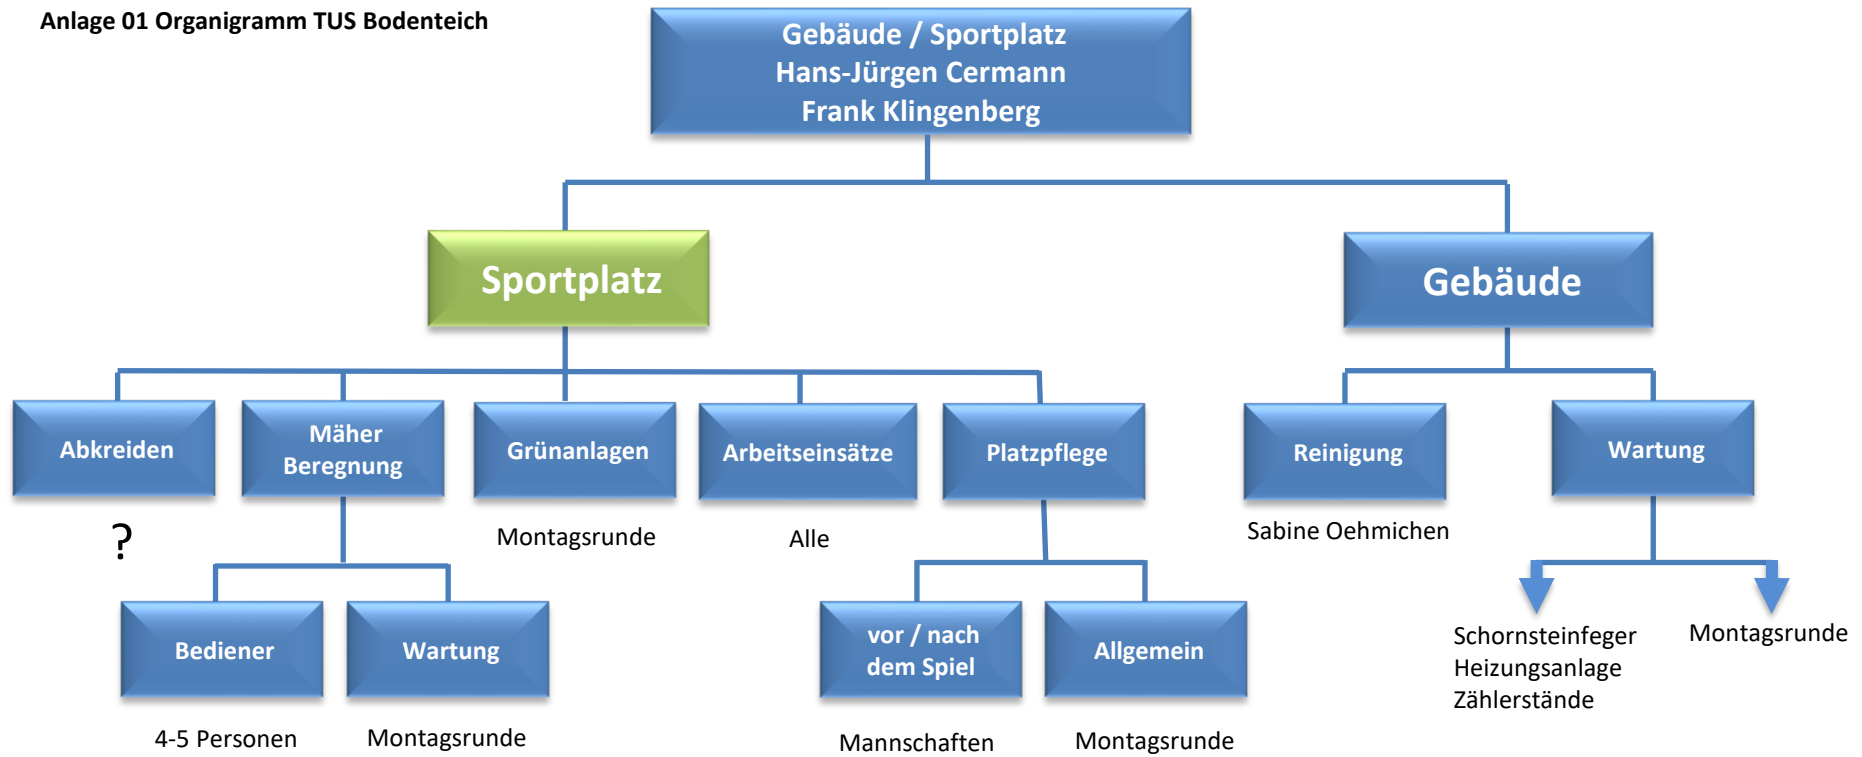 Anlage 01 Organigramm TUS Bodenteich
Gebäude / Sportplatz
Hans-Jürgen Cermann
Frank Klingenberg
Sportplatz
Gebäude
Abkreiden
Mäher
Beregnung
Grünanlagen
Arbeitseinsätze
Platzpflege
Reinigung
Wartung
?
Montagsrunde
Alle
Sabine Oehmichen
Bediener
Wartung
vor / nach
dem Spiel
Allgemein
Schornsteinfeger
Heizungsanlage
Zählerstände
Montagsrunde
4-5 Personen
Montagsrunde
Mannschaften
Montagsrunde